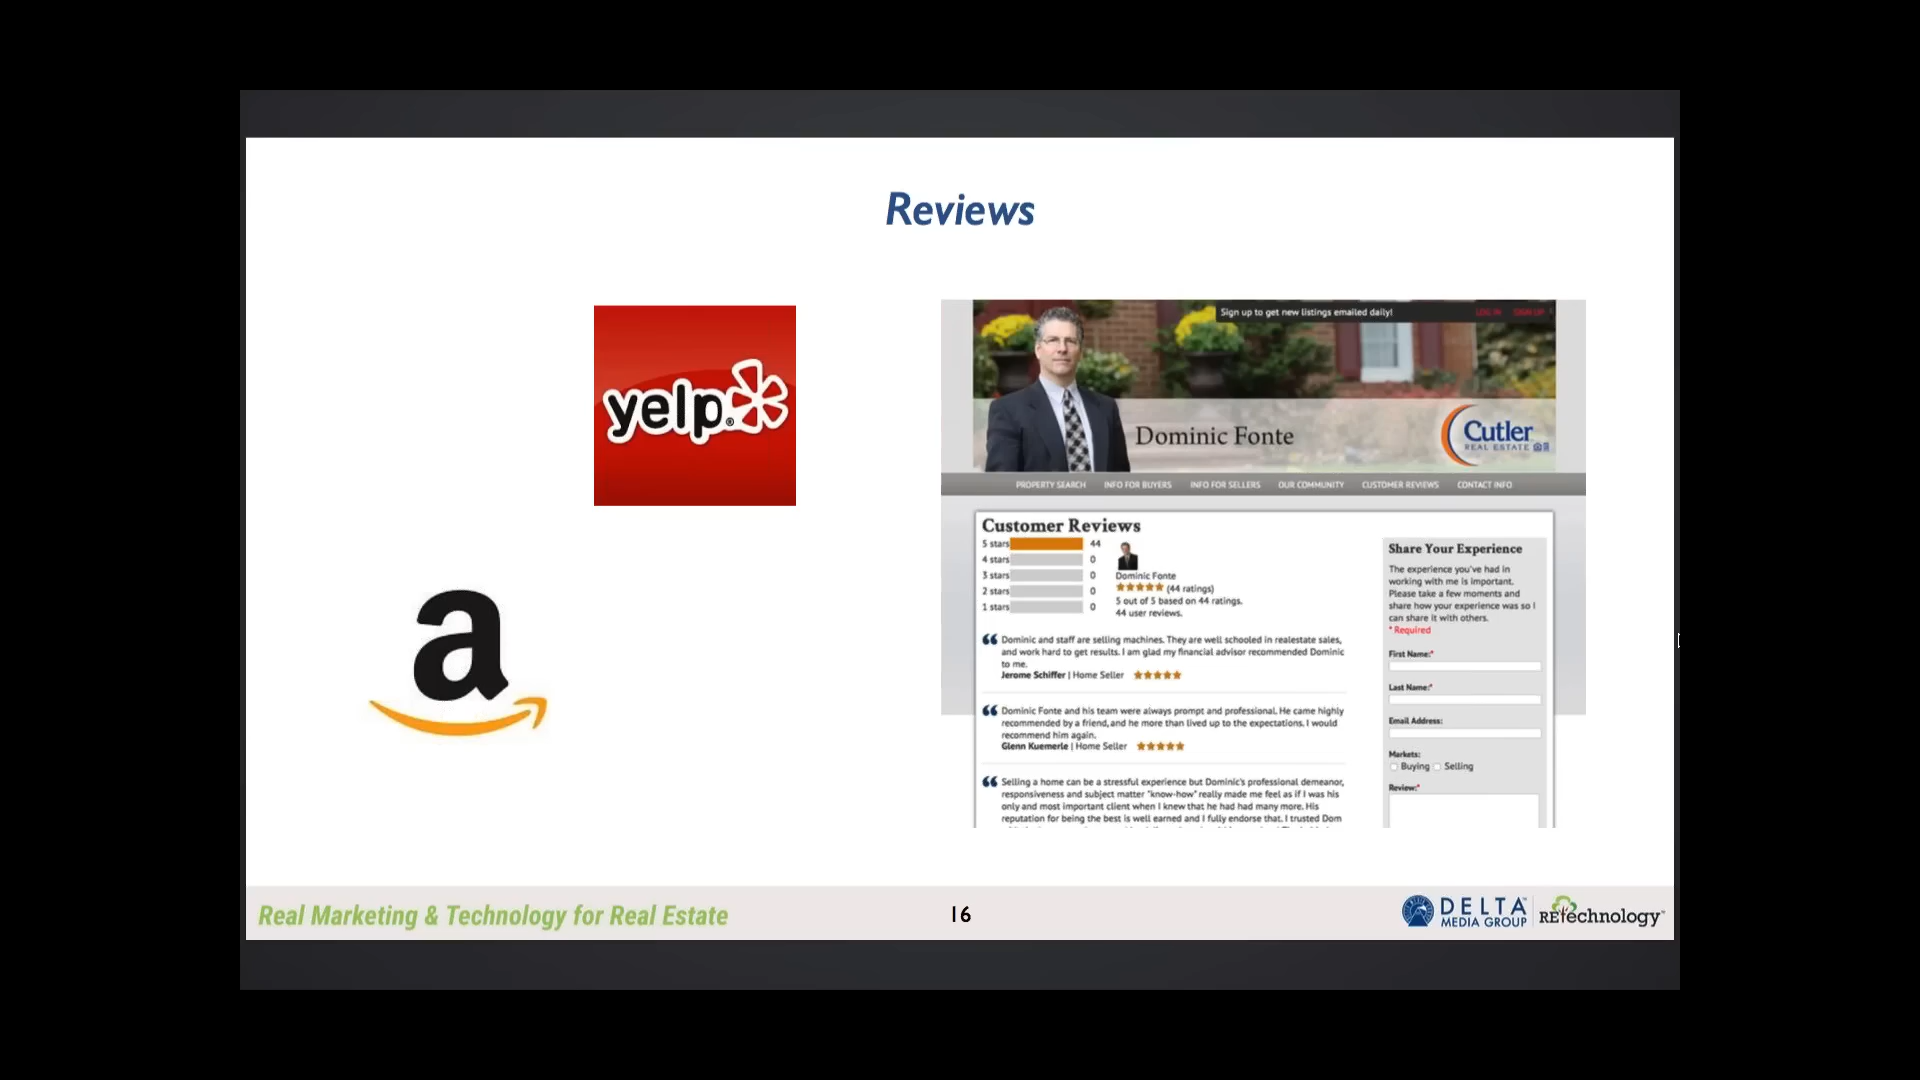 Reviews
yelp
a
Sign up to get new listings emailed daily!
LOG IN SIGN UP
Dominic Fonte
Cutler
REAL ESTATE
PROPERTY SEARCH INFO FOR BUYERS INFO FOR SELLERS OUR COMMUNITY CUSTOMER REVIEWS CONTACT INFO
Customer Reviews
5 stars 44
4 stars 0
3 stars 0
2 stars 0
1 stars 0
Dominic Fonte
(44 ratings)
5 out of 5 based on 44 ratings.
44 user reviews.
Dominic and staff are selling machines. They are well schooled in realestate sales,
and work hard to get results. I am glad my financial advisor recommended Dominic
to me.
Jerome Schiffer | Home Seller
Dominic Fonte and his team were always prompt and professional. He came highly
recommended by a friend, and he more than lived up to the expectations. I would
recommend him again.
Glenn Kuemerle | Home Seller
Selling a home can be a stressful experience but Dominic's professional demeanor,
responsiveness and subject matter "know-how" really made me feel as if I was his
only and most important client when I knew that he had had many more. His
reputation for being the best is well earned and I fully endorse that. I trusted Dom
Share Your Experience
The experience you've had in
working with me is important.
Please take a few moments and
share how your experience was so I
can share it with others.
* Required
First Name:*
Last Name:*
Email Address:
Markets:
Buying Selling
Review:*
Real Marketing & Technology for Real Estate
16
DELTA
MEDIA GROUP
RETechnology